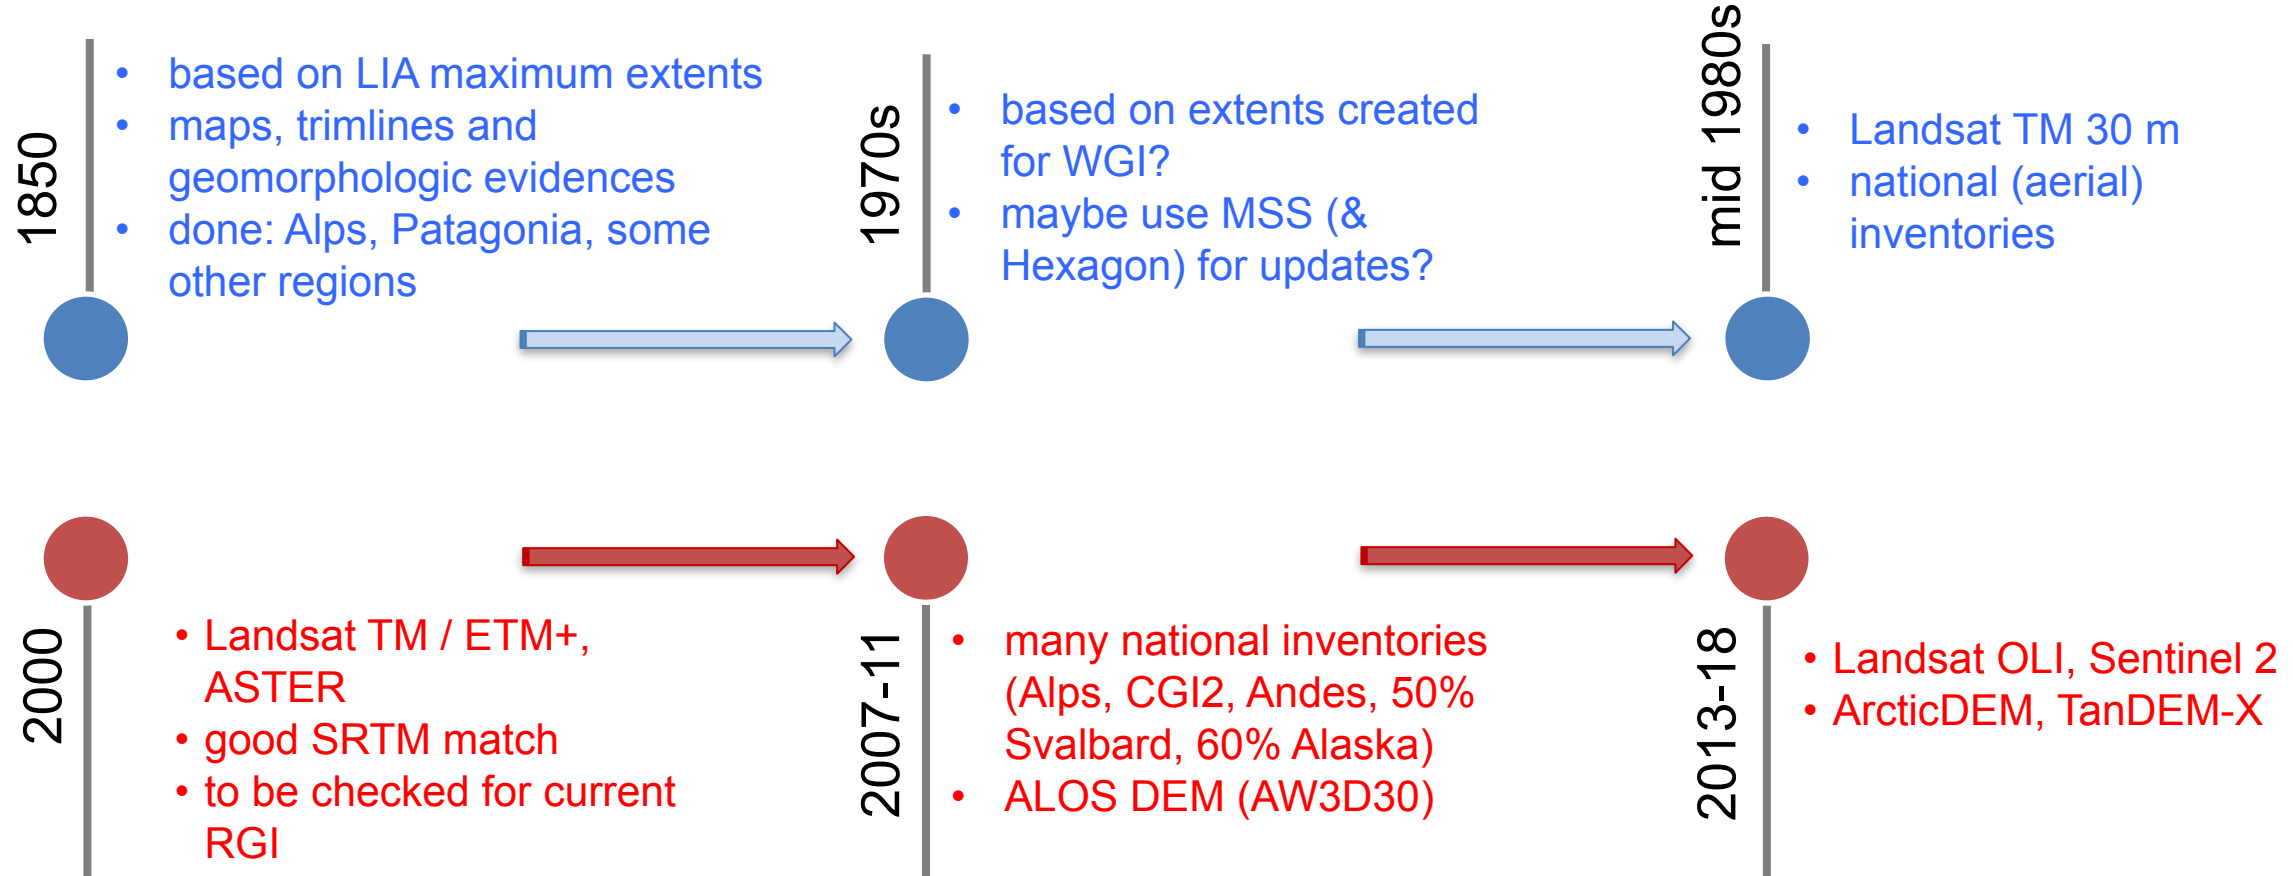 1850
• based on LIA maximum extents
• maps, trimlines and
geomorphologic evidences
• done: Alps, Patagonia, some
other regions
1970s
• based on extents created
for WGI?
• maybe use MSS (&
Hexagon) for updates?
mid 1980s
• Landsat TM 30 m
• national (aerial)
inventories
2000
• Landsat TM / ETM+,
ASTER
• good SRTM match
• to be checked for current
RGI
2007-11
• many national inventories
(Alps, CGI2, Andes, 50%
Svalbard, 60% Alaska)
• ALOS DEM (AW3D30)
2013-18
• Landsat OLI, Sentinel 2
• ArcticDEM, TanDEM-X